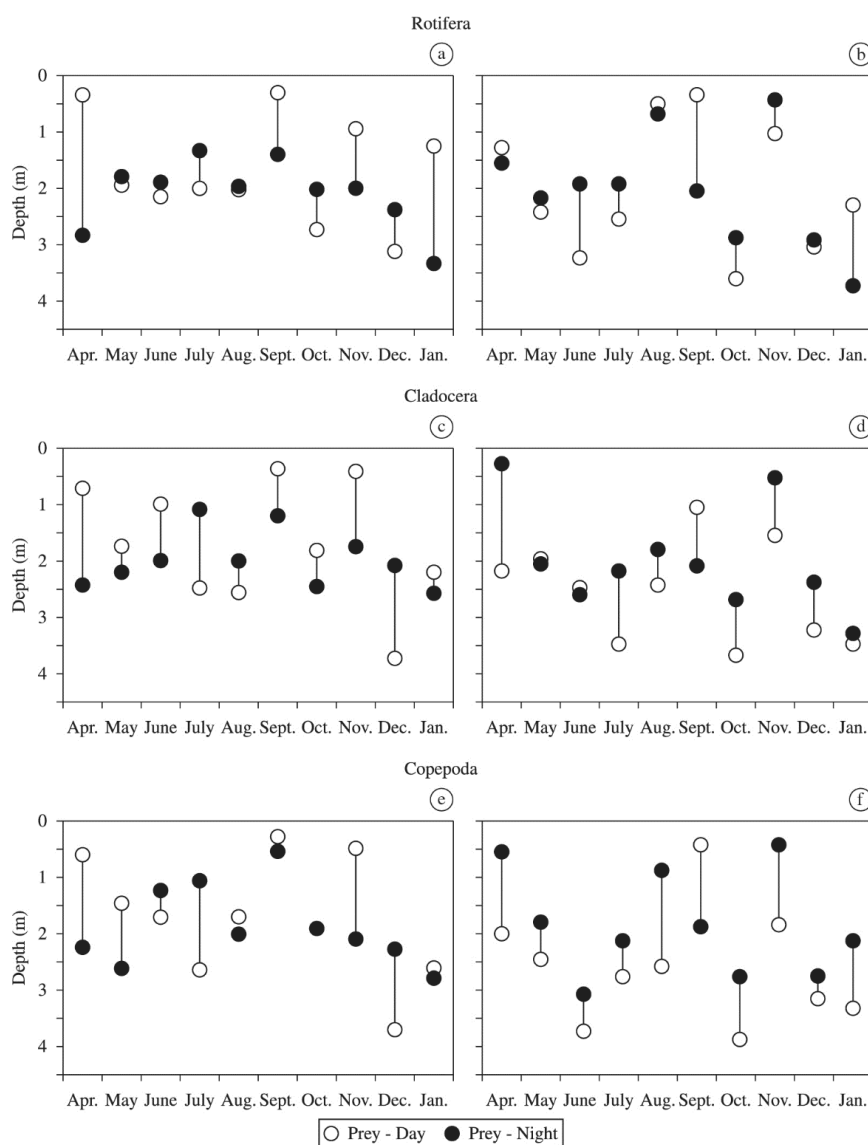 Rotifera
a
b
0
1
2
3
4
Depth (m)
Apr. May June July Aug. Sept. Oct. Nov. Dec. Jan.
Apr. May June July Aug. Sept. Oct. Nov. Dec. Jan.
Cladocera
c
d
0
1
2
3
4
Depth (m)
Apr. May June July Aug. Sept. Oct. Nov. Dec. Jan.
Apr. May June July Aug. Sept. Oct. Nov. Dec. Jan.
Copepoda
e
f
0
1
2
3
4
Depth (m)
Apr. May June July Aug. Sept. Oct. Nov. Dec. Jan.
Apr. May June July Aug. Sept. Oct. Nov. Dec. Jan.
Prey - Day Prey - Night